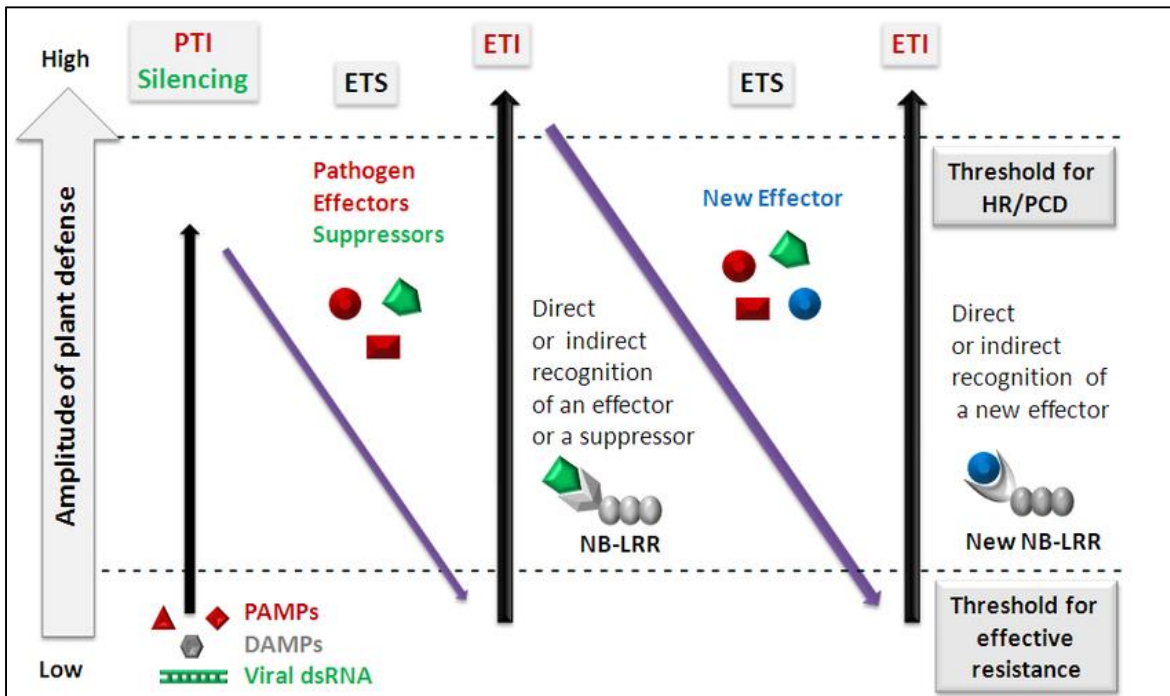 High
Amplitude of plant defense
Low
PTI
Silencing
ETS
ETI
ETS
ETI
Pathogen
Effectors
Suppressors
New Effector
Threshold for
HR/PCD
Direct
or indirect
recognition
of an effector
or a suppressor
NB-LRR
Direct
or indirect
recognition of
a new effector
New NB-LRR
PAMPs
DAMPs
Viral dsRNA
Threshold for
effective
resistance